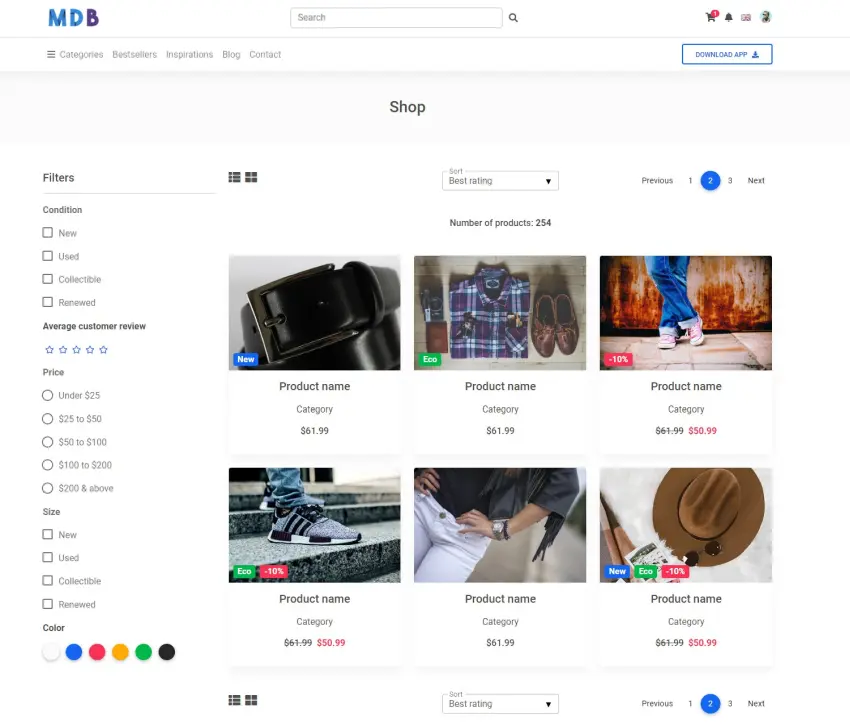 MDB
Search
1
Categories Bestsellers Inspirations Blog Contact
DOWNLOAD APP
Shop
Filters
Condition
New
Used
Collectible
Renewed
Average customer review
Price
Under $25
$25 to $50
$50 to $100
$100 to $200
$200 & above
Size
New
Used
Collectible
Renewed
Color
Sort
Best rating
Previous 1 2 3 Next
Number of products: 254
New
Product name
Category
$61.99
Eco
Product name
Category
$61.99
-10%
Product name
Category
$61.99 $50.99
Eco -10%
Product name
Category
$61.99 $50.99
Product name
Category
$61.99
New Eco -10%
Product name
Category
$61.99 $50.99
Sort
Best rating
Previous 1 2 3 Next